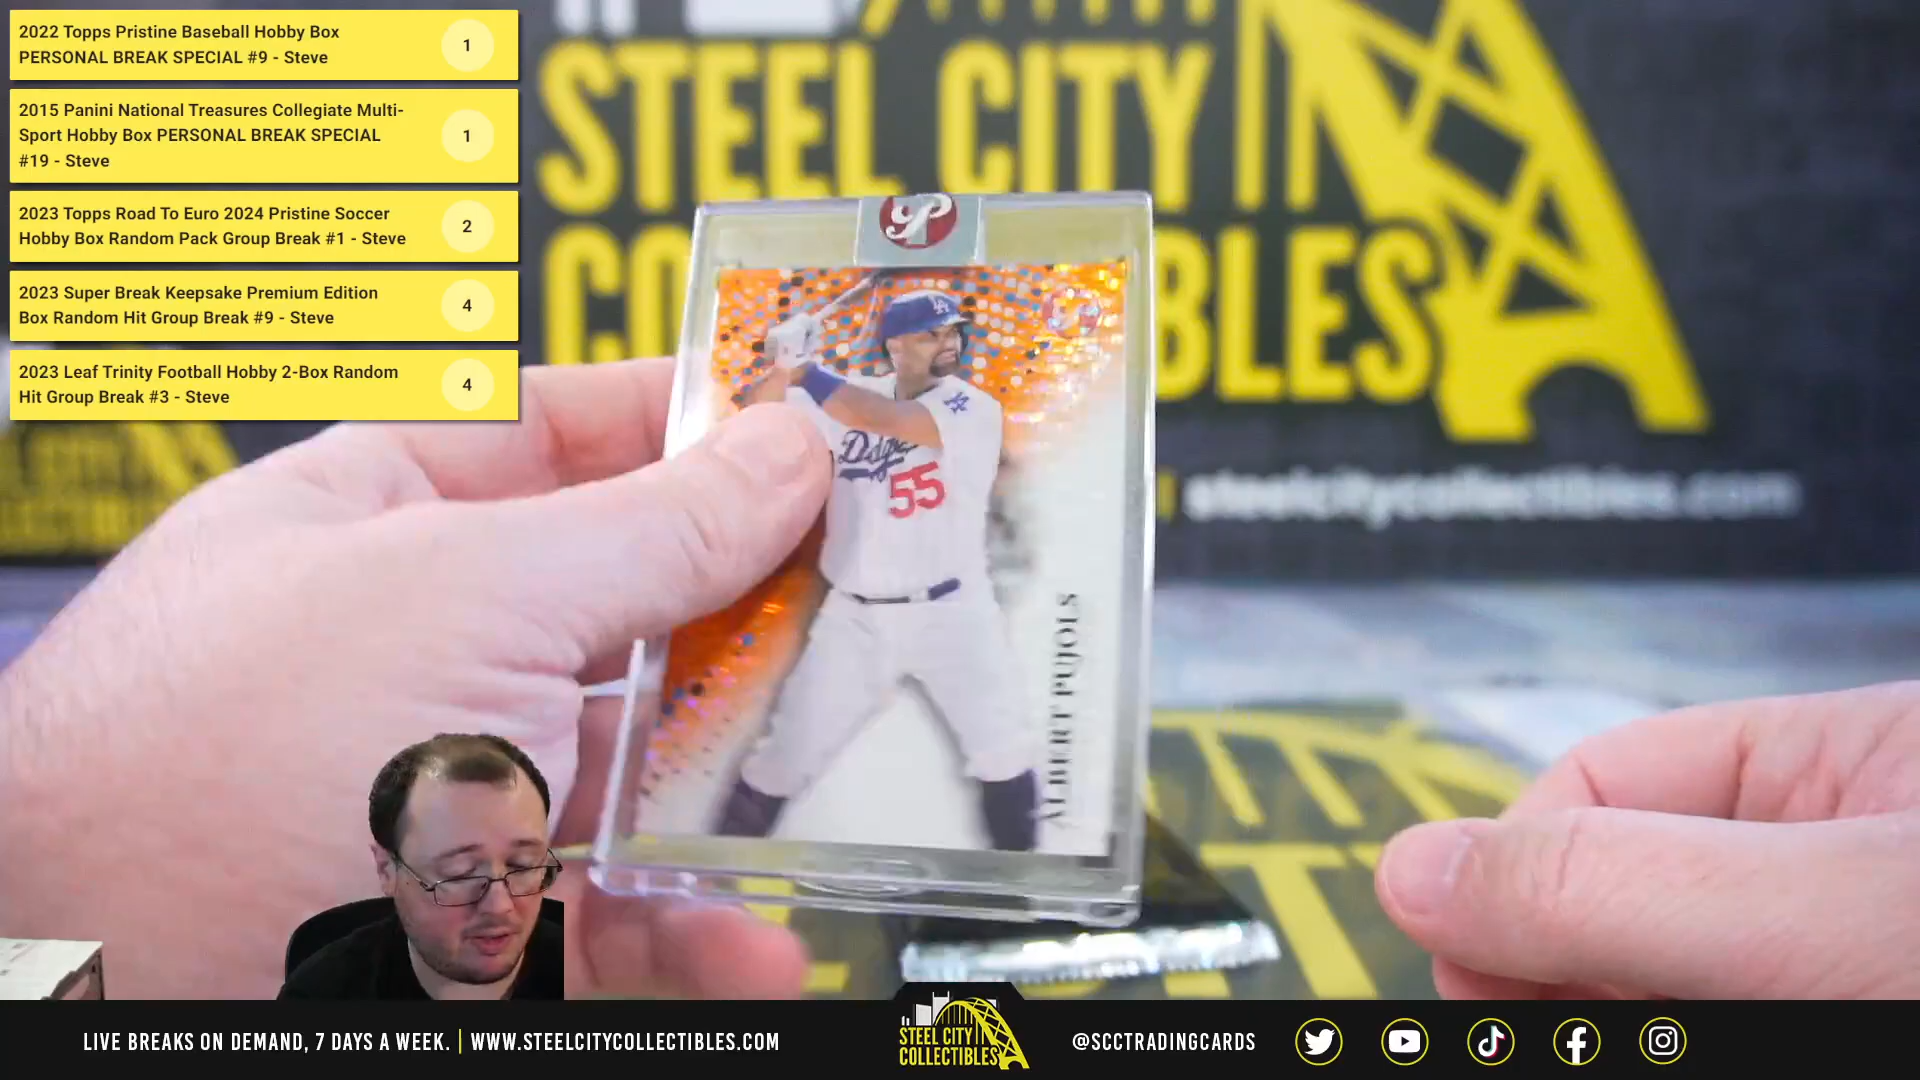 2022 Topps Pristine Baseball Hobby Box
PERSONAL BREAK SPECIAL #9 - Steve
1
2015 Panini National Treasures Collegiate Multi-
Sport Hobby Box PERSONAL BREAK SPECIAL
#19 - Steve
1
2023 Topps Road To Euro 2024 Pristine Soccer
Hobby Box Random Pack Group Break #1 - Steve
2
2023 Super Break Keepsake Premium Edition
Box Random Hit Group Break #9 - Steve
4
2023 Leaf Trinity Football Hobby 2-Box Random
Hit Group Break #3 - Steve
4
STEEL CITY
steelcitycollectibles.com
P
LA
LA
55
ALBERT PUJOLS
LIVE BREAKS ON DEMAND, 7 DAYS A WEEK. | WWW.STEELCITYCOLLECTIBLES.COM
STEEL CITY
COLLECTIBLES
@SCCTRADINGCARDS